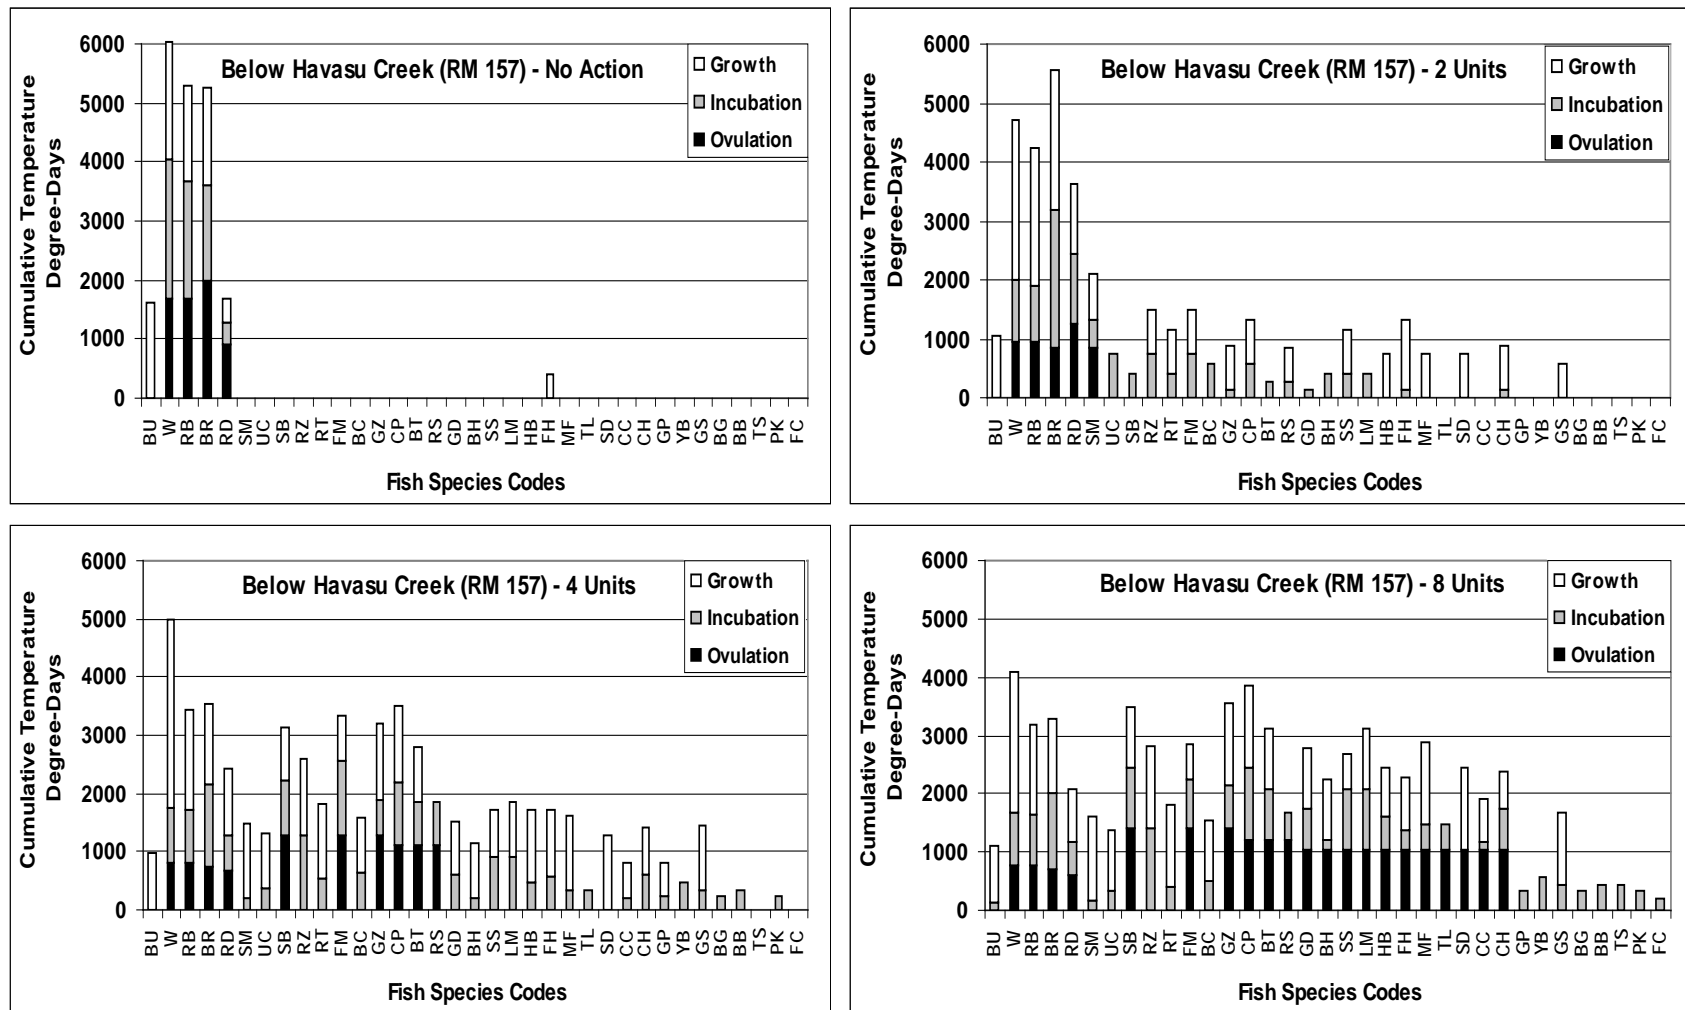 Below Havasu Creek (RM 157) - No Action
Growth
Incubation
Ovulation
Cumulative Temperature
Degree-Days
6000
5000
4000
3000
2000
1000
0
BU W RB BR RD SM UC SB RZ RT FM BC GZ CP BT RS GD BH SS LM HB FH MF TL SD CC CH GP YB GS BG BB TS PK FC
Fish Species Codes
Below Havasu Creek (RM 157) - 2 Units
Growth
Incubation
Ovulation
Cumulative Temperature
Degree-Days
6000
5000
4000
3000
2000
1000
0
BU W RB BR RD SM UC SB RZ RT FM BC GZ CP BT RS GD BH SS LM HB FH MF TL SD CC CH GP YB GS BG BB TS PK FC
Fish Species Codes
Below Havasu Creek (RM 157) - 4 Units
Growth
Incubation
Ovulation
Cumulative Temperature
Degree-Days
6000
5000
4000
3000
2000
1000
0
BU W RB BR RD SM UC SB RZ RT FM BC GZ CP BT RS GD BH SS LM HB FH MF TL SD CC CH GP YB GS BG BB TS PK FC
Fish Species Codes
Below Havasu Creek (RM 157) - 8 Units
Growth
Incubation
Ovulation
Cumulative Temperature
Degree-Days
6000
5000
4000
3000
2000
1000
0
BU W RB BR RD SM UC SB RZ RT FM BC GZ CP BT RS GD BH SS LM HB FH MF TL SD CC CH GP YB GS BG BB TS PK FC
Fish Species Codes